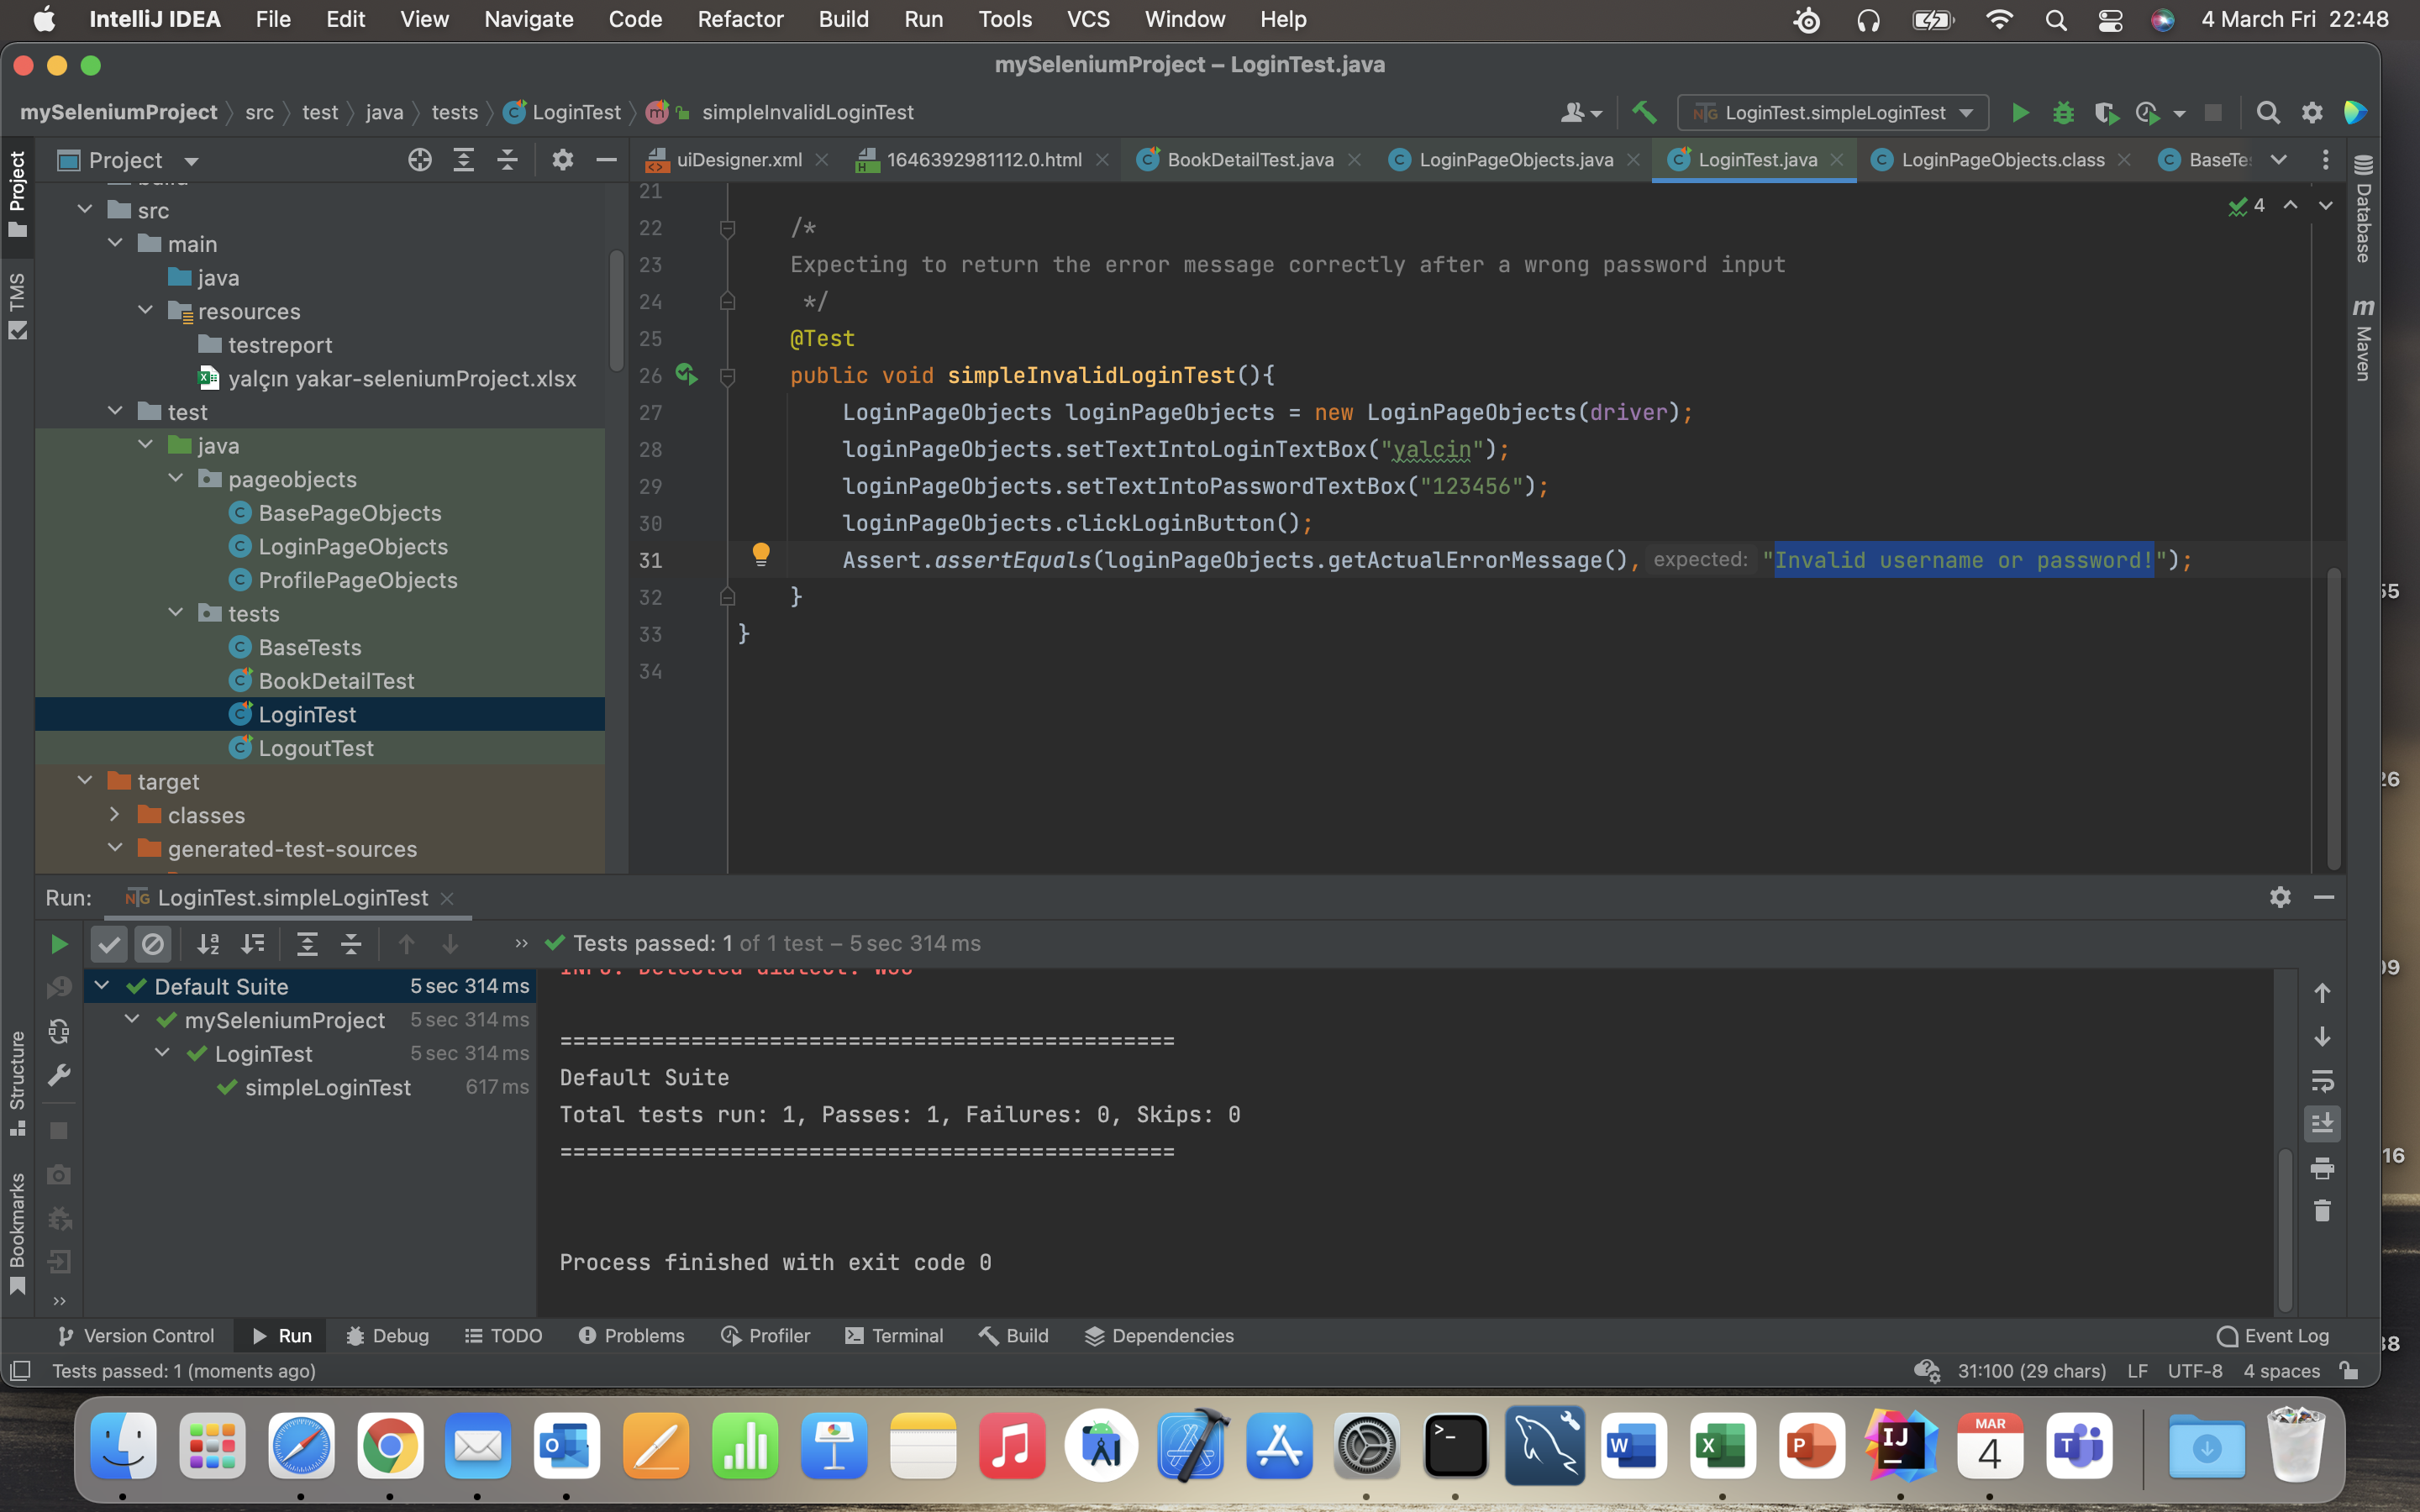 IntelliJ IDEA File Edit View Navigate Code Refactor Build Run Tools VCS Window Help 4 March Fri 22:48
mySeleniumProject – LoginTest.java
mySeleniumProject src test java tests LoginTest simpleInvalidLoginTest LoginTest.simpleLoginTest
Project
uiDesigner.xml 1646392981112.0.html BookDetailTest.java LoginPageObjects.java LoginTest.java LoginPageObjects.class BaseTe
Project
TMS
Structure
Bookmarks
src
main
java
resources
testreport
yalçın yakar-seleniumProject.xlsx
test
java
pageobjects
BasePageObjects
LoginPageObjects
ProfilePageObjects
tests
BaseTests
BookDetailTest
LoginTest
LogoutTest
target
classes
generated-test-sources
21
22 /*
23 Expecting to return the error message correctly after a wrong password input
24 */
25 @Test
26 public void simpleInvalidLoginTest(){
27 LoginPageObjects loginPageObjects = new LoginPageObjects(driver);
28 loginPageObjects.setTextIntoLoginTextBox("yalcin");
29 loginPageObjects.setTextIntoPasswordTextBox("123456");
30 loginPageObjects.clickLoginButton();
31 Assert.assertEquals(loginPageObjects.getActualErrorMessage(), expected: "Invalid username or password!");
32 }
33 }
34
4
Database
m Maven
Run: LoginTest.simpleLoginTest
Tests passed: 1 of 1 test – 5 sec 314 ms
Default Suite 5 sec 314 ms
mySeleniumProject 5 sec 314 ms
LoginTest 5 sec 314 ms
simpleLoginTest 617 ms
INFO: Detected dialect: W3C
===============================================
Default Suite
Total tests run: 1, Passes: 1, Failures: 0, Skips: 0
===============================================
Process finished with exit code 0
Version Control Run Debug TODO Problems Profiler Terminal Build Dependencies Event Log
Tests passed: 1 (moments ago) 31:100 (29 chars) LF UTF-8 4 spaces
MAR
4